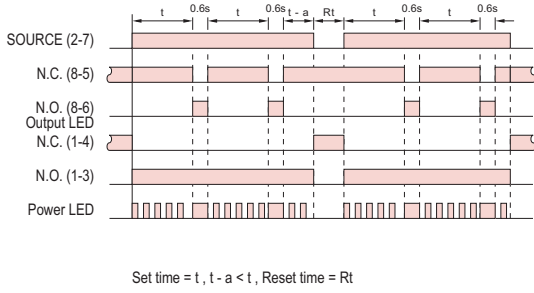 t 0.6s t 0.6s t - a Rt t 0.6s t 0.6s
SOURCE (2-7)
N.C. (8-5)
N.O. (8-6)
Output LED
N.C. (1-4)
N.O. (1-3)
Power LED
Set time = t , t - a < t , Reset time = Rt